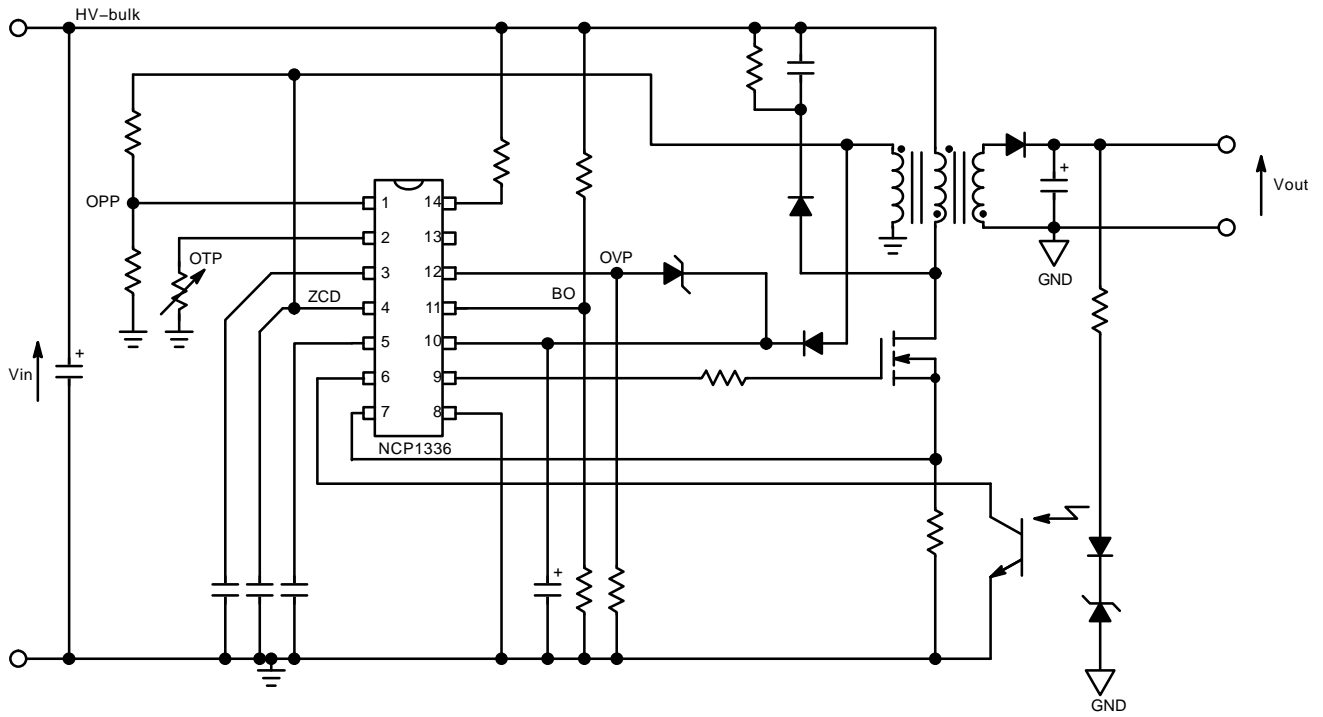 HV−bulk
OPP
OTP
ZCD
OVP
BO
1
2
3
4
5
6
7
14
13
12
11
10
9
8
NCP1336
Vin
+
+
+
Vout
GND
GND